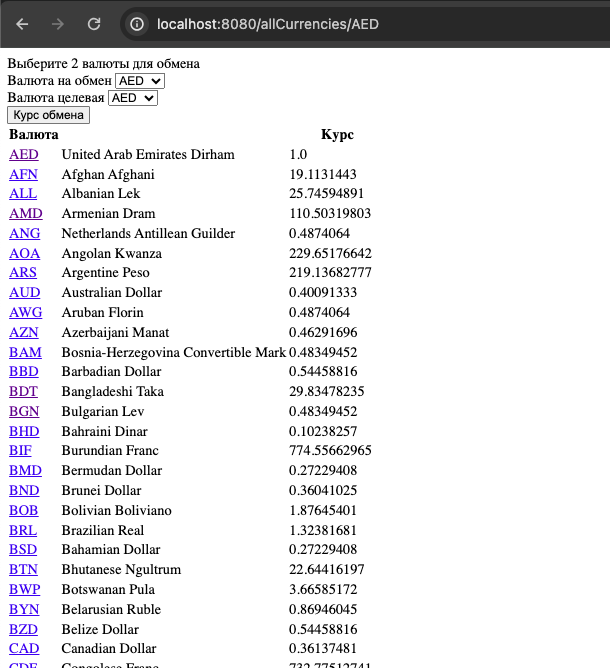 localhost:8080/allCurrencies/AED
Выберите 2 валюты для обмена
Валюта на обмен AED
Валюта целевая AED
Курс обмена
Валюта Курс
AED United Arab Emirates Dirham 1.0
AFN Afghan Afghani 19.1131443
ALL Albanian Lek 25.74594891
AMD Armenian Dram 110.50319803
ANG Netherlands Antillean Guilder 0.4874064
AOA Angolan Kwanza 229.65176642
ARS Argentine Peso 219.13682777
AUD Australian Dollar 0.40091333
AWG Aruban Florin 0.4874064
AZN Azerbaijani Manat 0.46291696
BAM Bosnia-Herzegovina Convertible Mark 0.48349452
BBD Barbadian Dollar 0.54458816
BDT Bangladeshi Taka 29.83478235
BGN Bulgarian Lev 0.48349452
BHD Bahraini Dinar 0.10238257
BIF Burundian Franc 774.55662965
BMD Bermudan Dollar 0.27229408
BND Brunei Dollar 0.36041025
BOB Bolivian Boliviano 1.87645401
BRL Brazilian Real 1.32381681
BSD Bahamian Dollar 0.27229408
BTN Bhutanese Ngultrum 22.64416197
BWP Botswanan Pula 3.66585172
BYN Belarusian Ruble 0.86946045
BZD Belize Dollar 0.54458816
CAD Canadian Dollar 0.36137481
CDF Congolese Franc 732.77512741